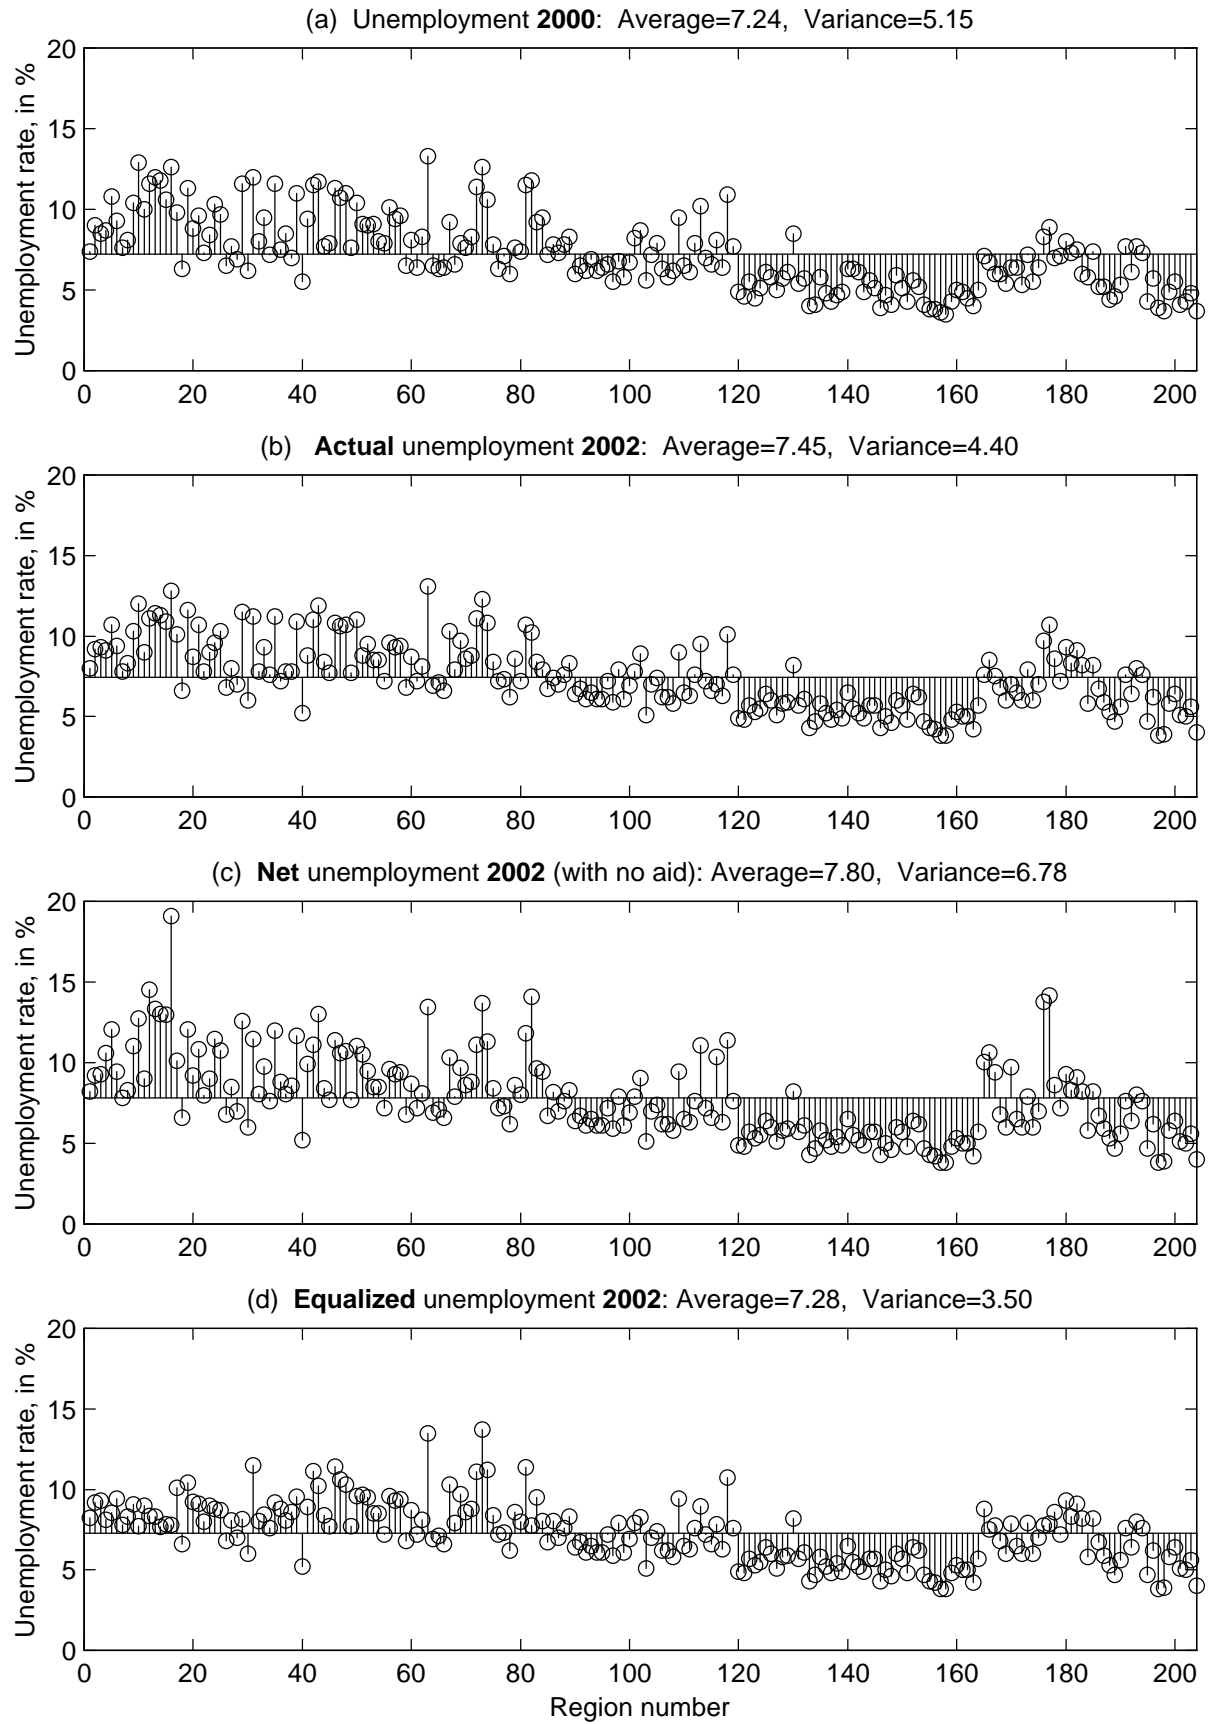 (a) Unemployment 2000: Average=7.24, Variance=5.15
Unemployment rate, in %
20
15
10
5
0
0 20 40 60 80 100 120 140 160 180 200
(b) Actual unemployment 2002: Average=7.45, Variance=4.40
Unemployment rate, in %
20
15
10
5
0
0 20 40 60 80 100 120 140 160 180 200
(c) Net unemployment 2002 (with no aid): Average=7.80, Variance=6.78
Unemployment rate, in %
20
15
10
5
0
0 20 40 60 80 100 120 140 160 180 200
(d) Equalized unemployment 2002: Average=7.28, Variance=3.50
Unemployment rate, in %
20
15
10
5
0
0 20 40 60 80 100 120 140 160 180 200
Region number